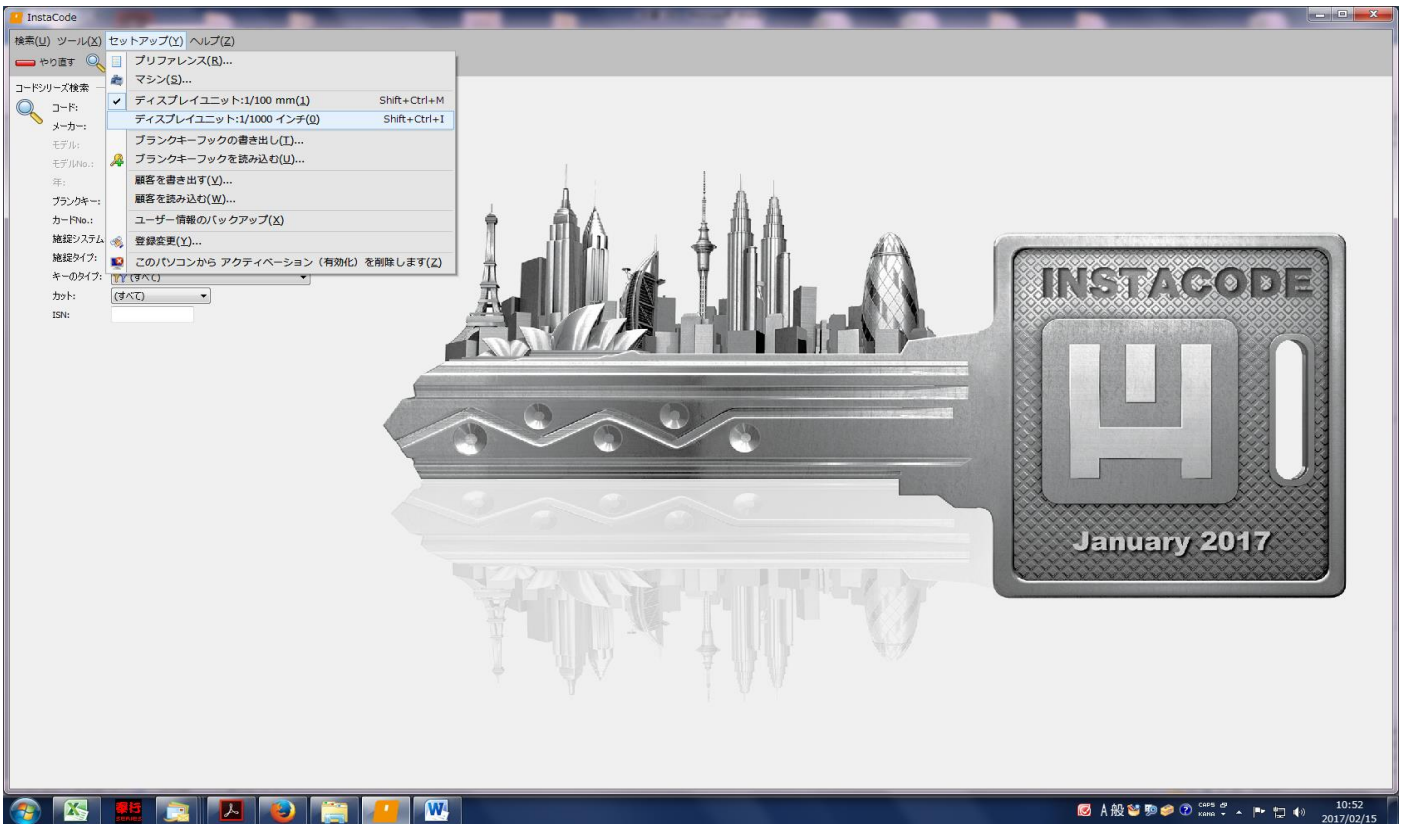 InstaCode
検索(U) ツール(X) セットアップ(Y) ヘルプ(Z)
やり直す
プリファレンス(R)...
マシン(S)...
ディスプレイユニット:1/100 mm(1) Shift+Ctrl+M
ディスプレイユニット:1/1000 インチ(0) Shift+Ctrl+I
ブランクキーフックの書き出し(T)...
ブランクキーフックを読み込む(U)...
顧客を書き出す(V)...
顧客を読み込む(W)...
ユーザー情報のバックアップ(X)
登録変更(Y)...
このパソコンから アクティベーション（有効化）を削除します(Z)
コードシリーズ検索
コード:
メーカー:
モデル:
モデルNo.:
年:
ブランクキー:
カードNo.:
施錠システム
施錠タイプ:
キーのタイプ: (すべて)
カット: (すべて)
ISN:
INSTACODE
January 2017
奉行
SERIES
A 般
CAPS
KANA
10:52
2017/02/15